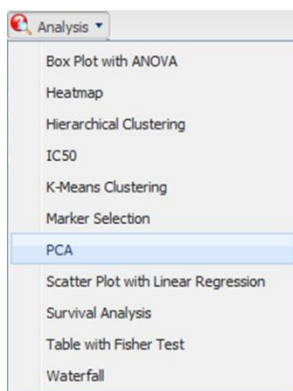 Analysis
Box Plot with ANOVA
Heatmap
Hierarchical Clustering
IC50
K-Means Clustering
Marker Selection
PCA
Scatter Plot with Linear Regression
Survival Analysis
Table with Fisher Test
Waterfall